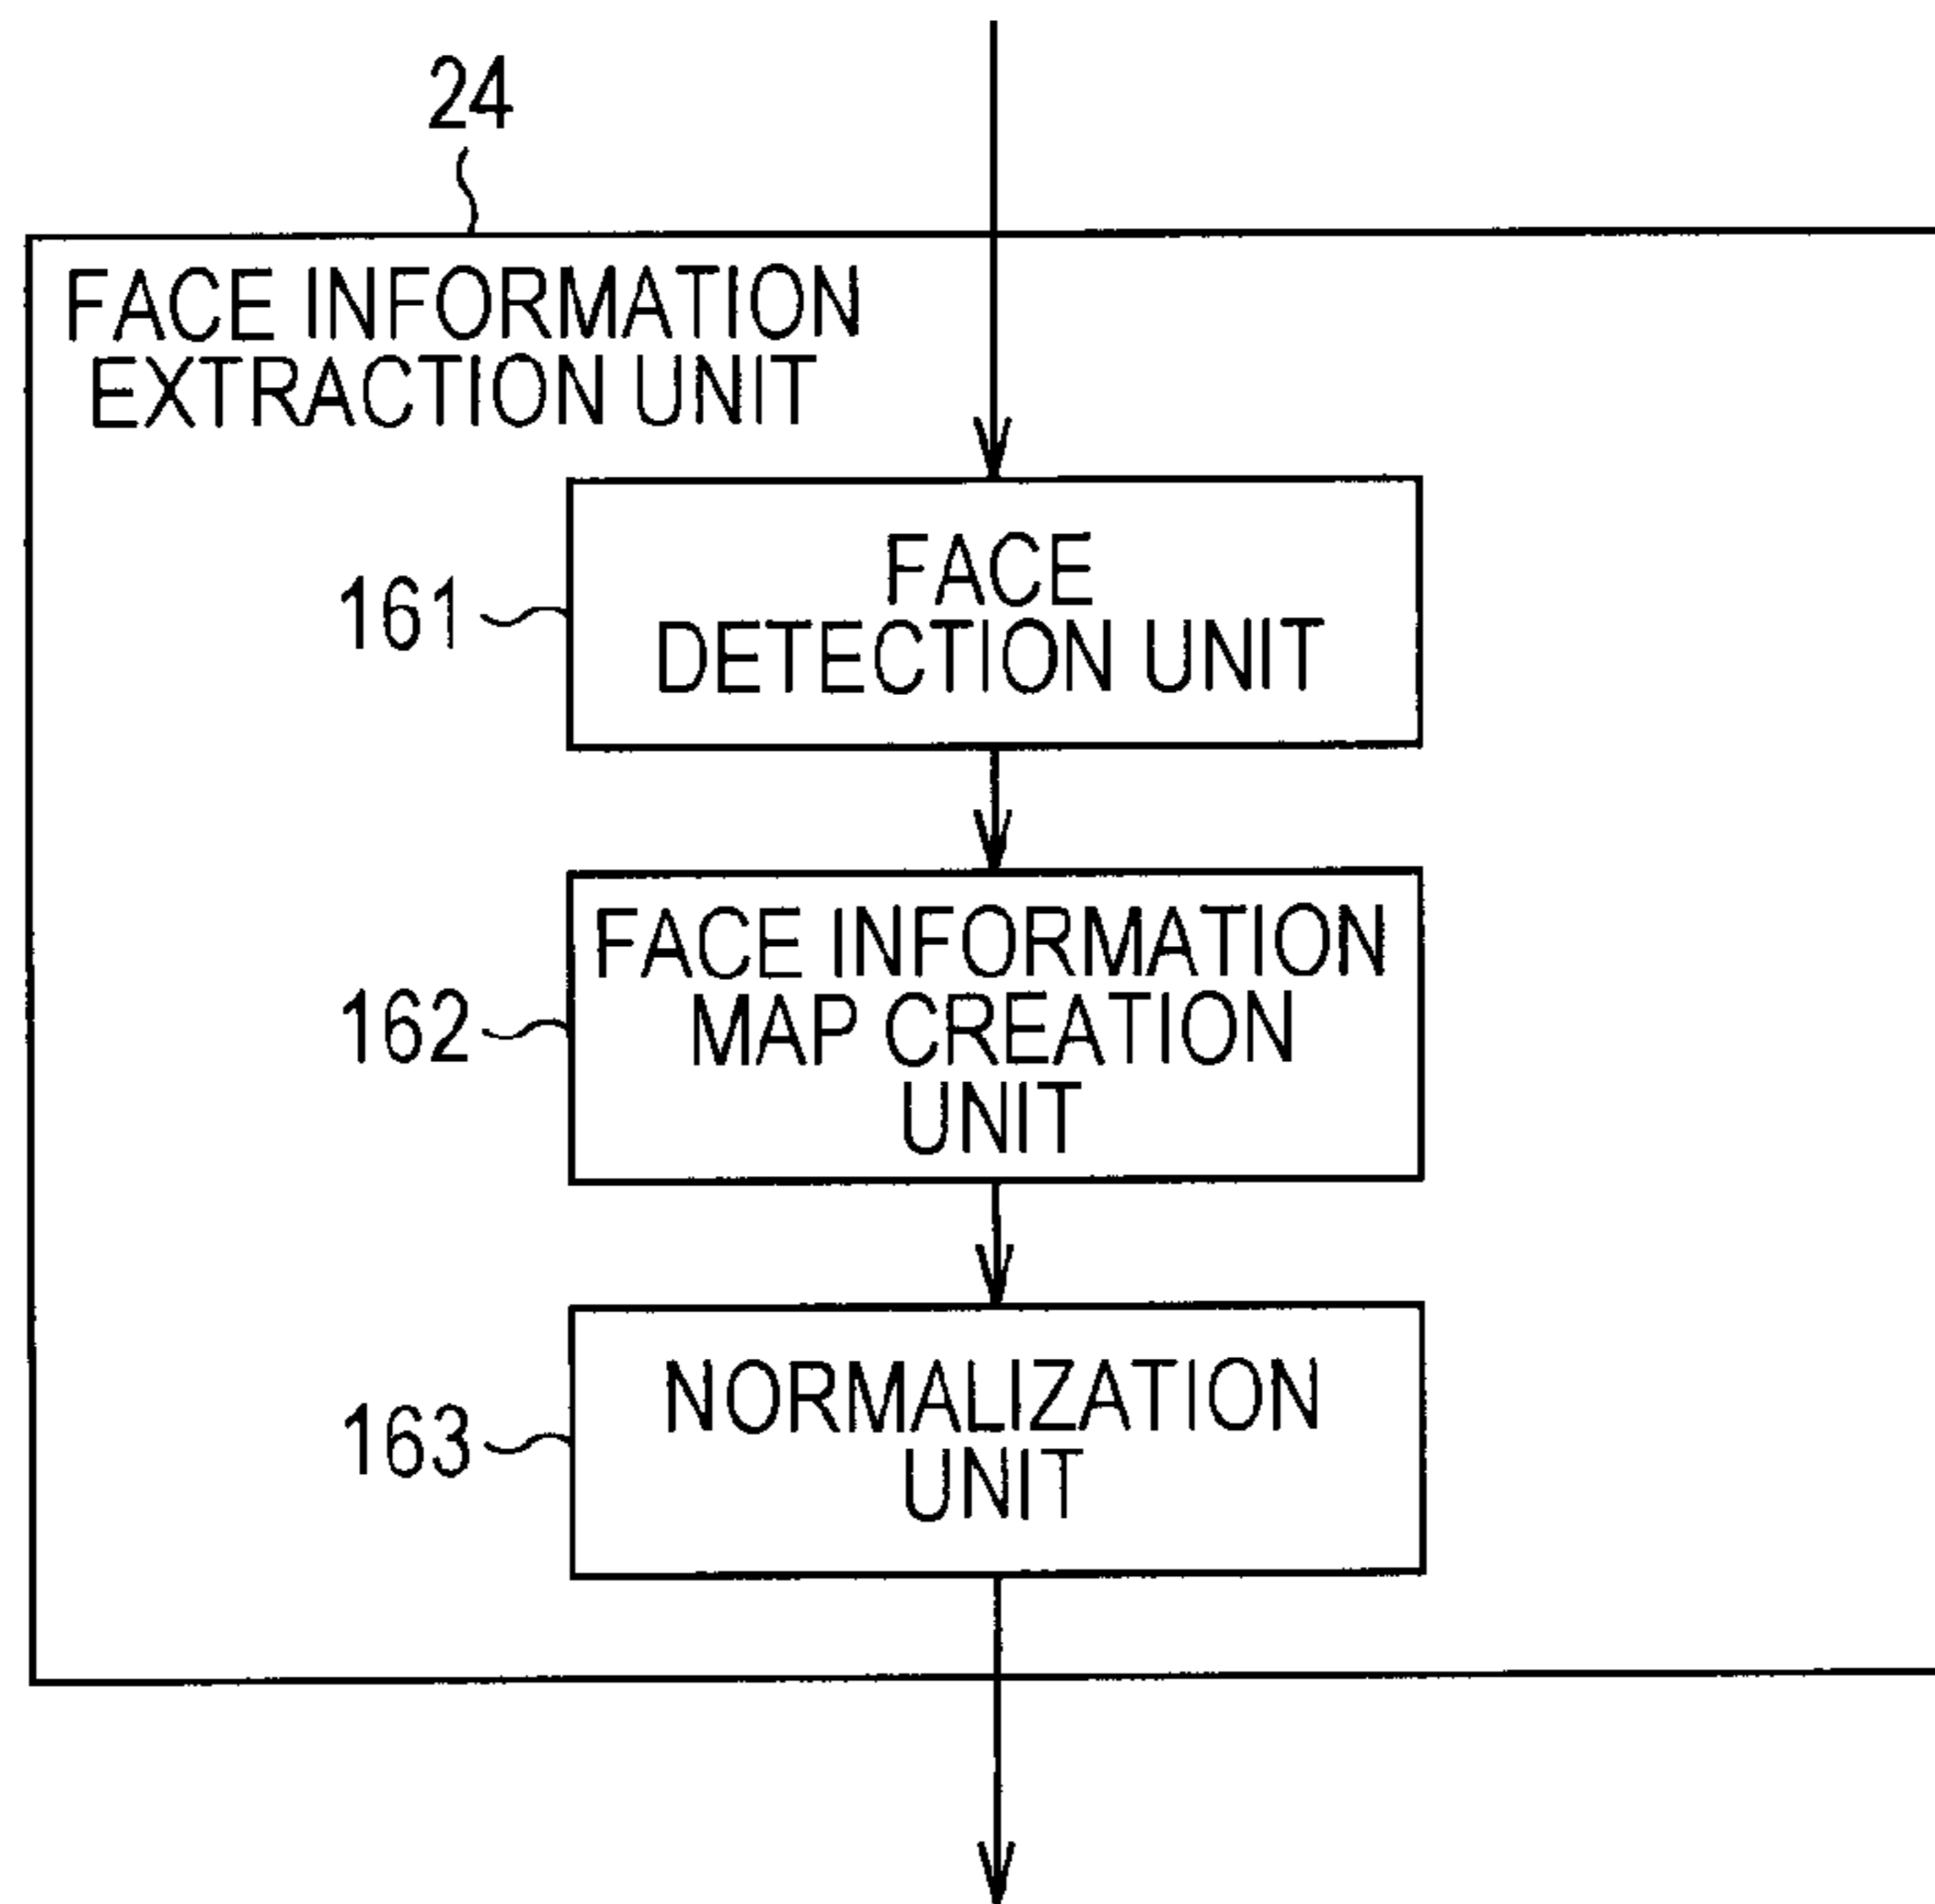 24
FACE INFORMATION
EXTRACTION UNIT
161
FACE
DETECTION UNIT
162
FACE INFORMATION
MAP CREATION
UNIT
163
NORMALIZATION
UNIT